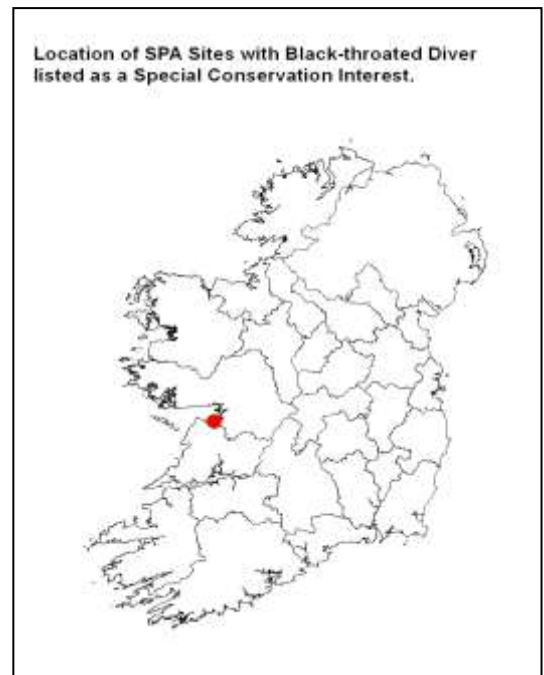 Location of SPA Sites with Black-throated Diver
listed as a Special Conservation Interest.